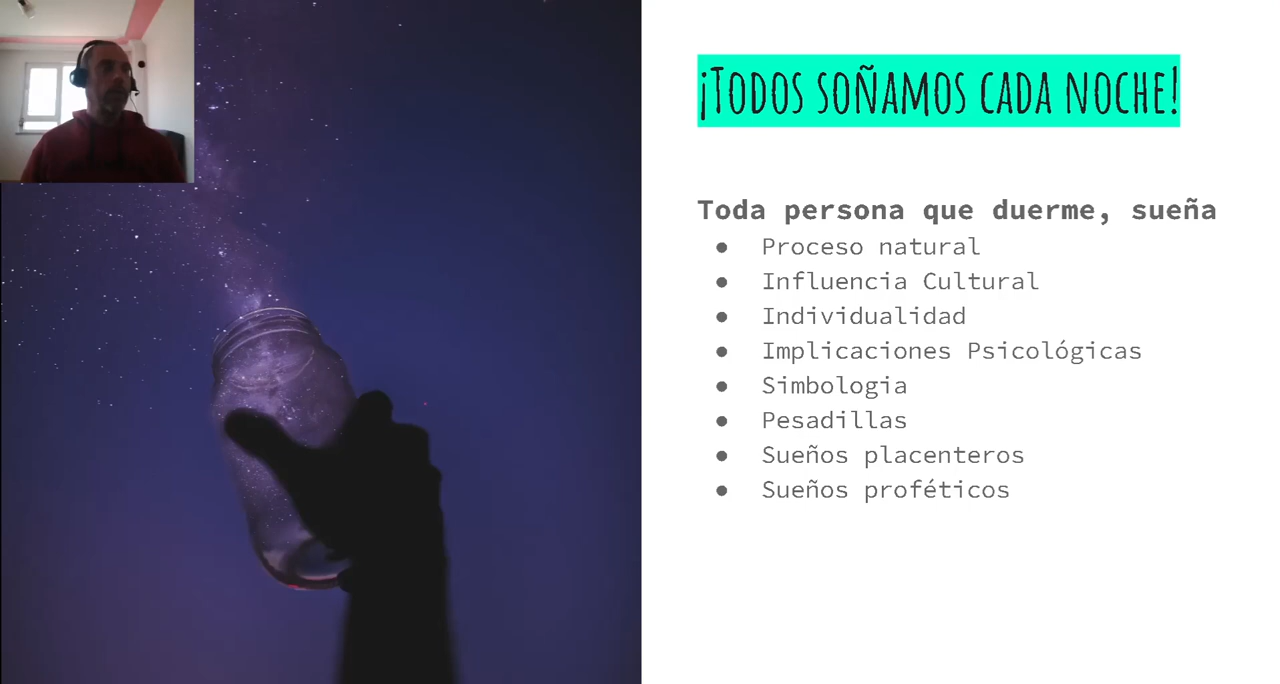 ¡TODOS SOÑAMOS CADA NOCHE!
Toda persona que duerme, sueña
● Proceso natural
● Influencia Cultural
● Individualidad
● Implicaciones Psicológicas
● Simbologia
● Pesadillas
● Sueños placenteros
● Sueños proféticos